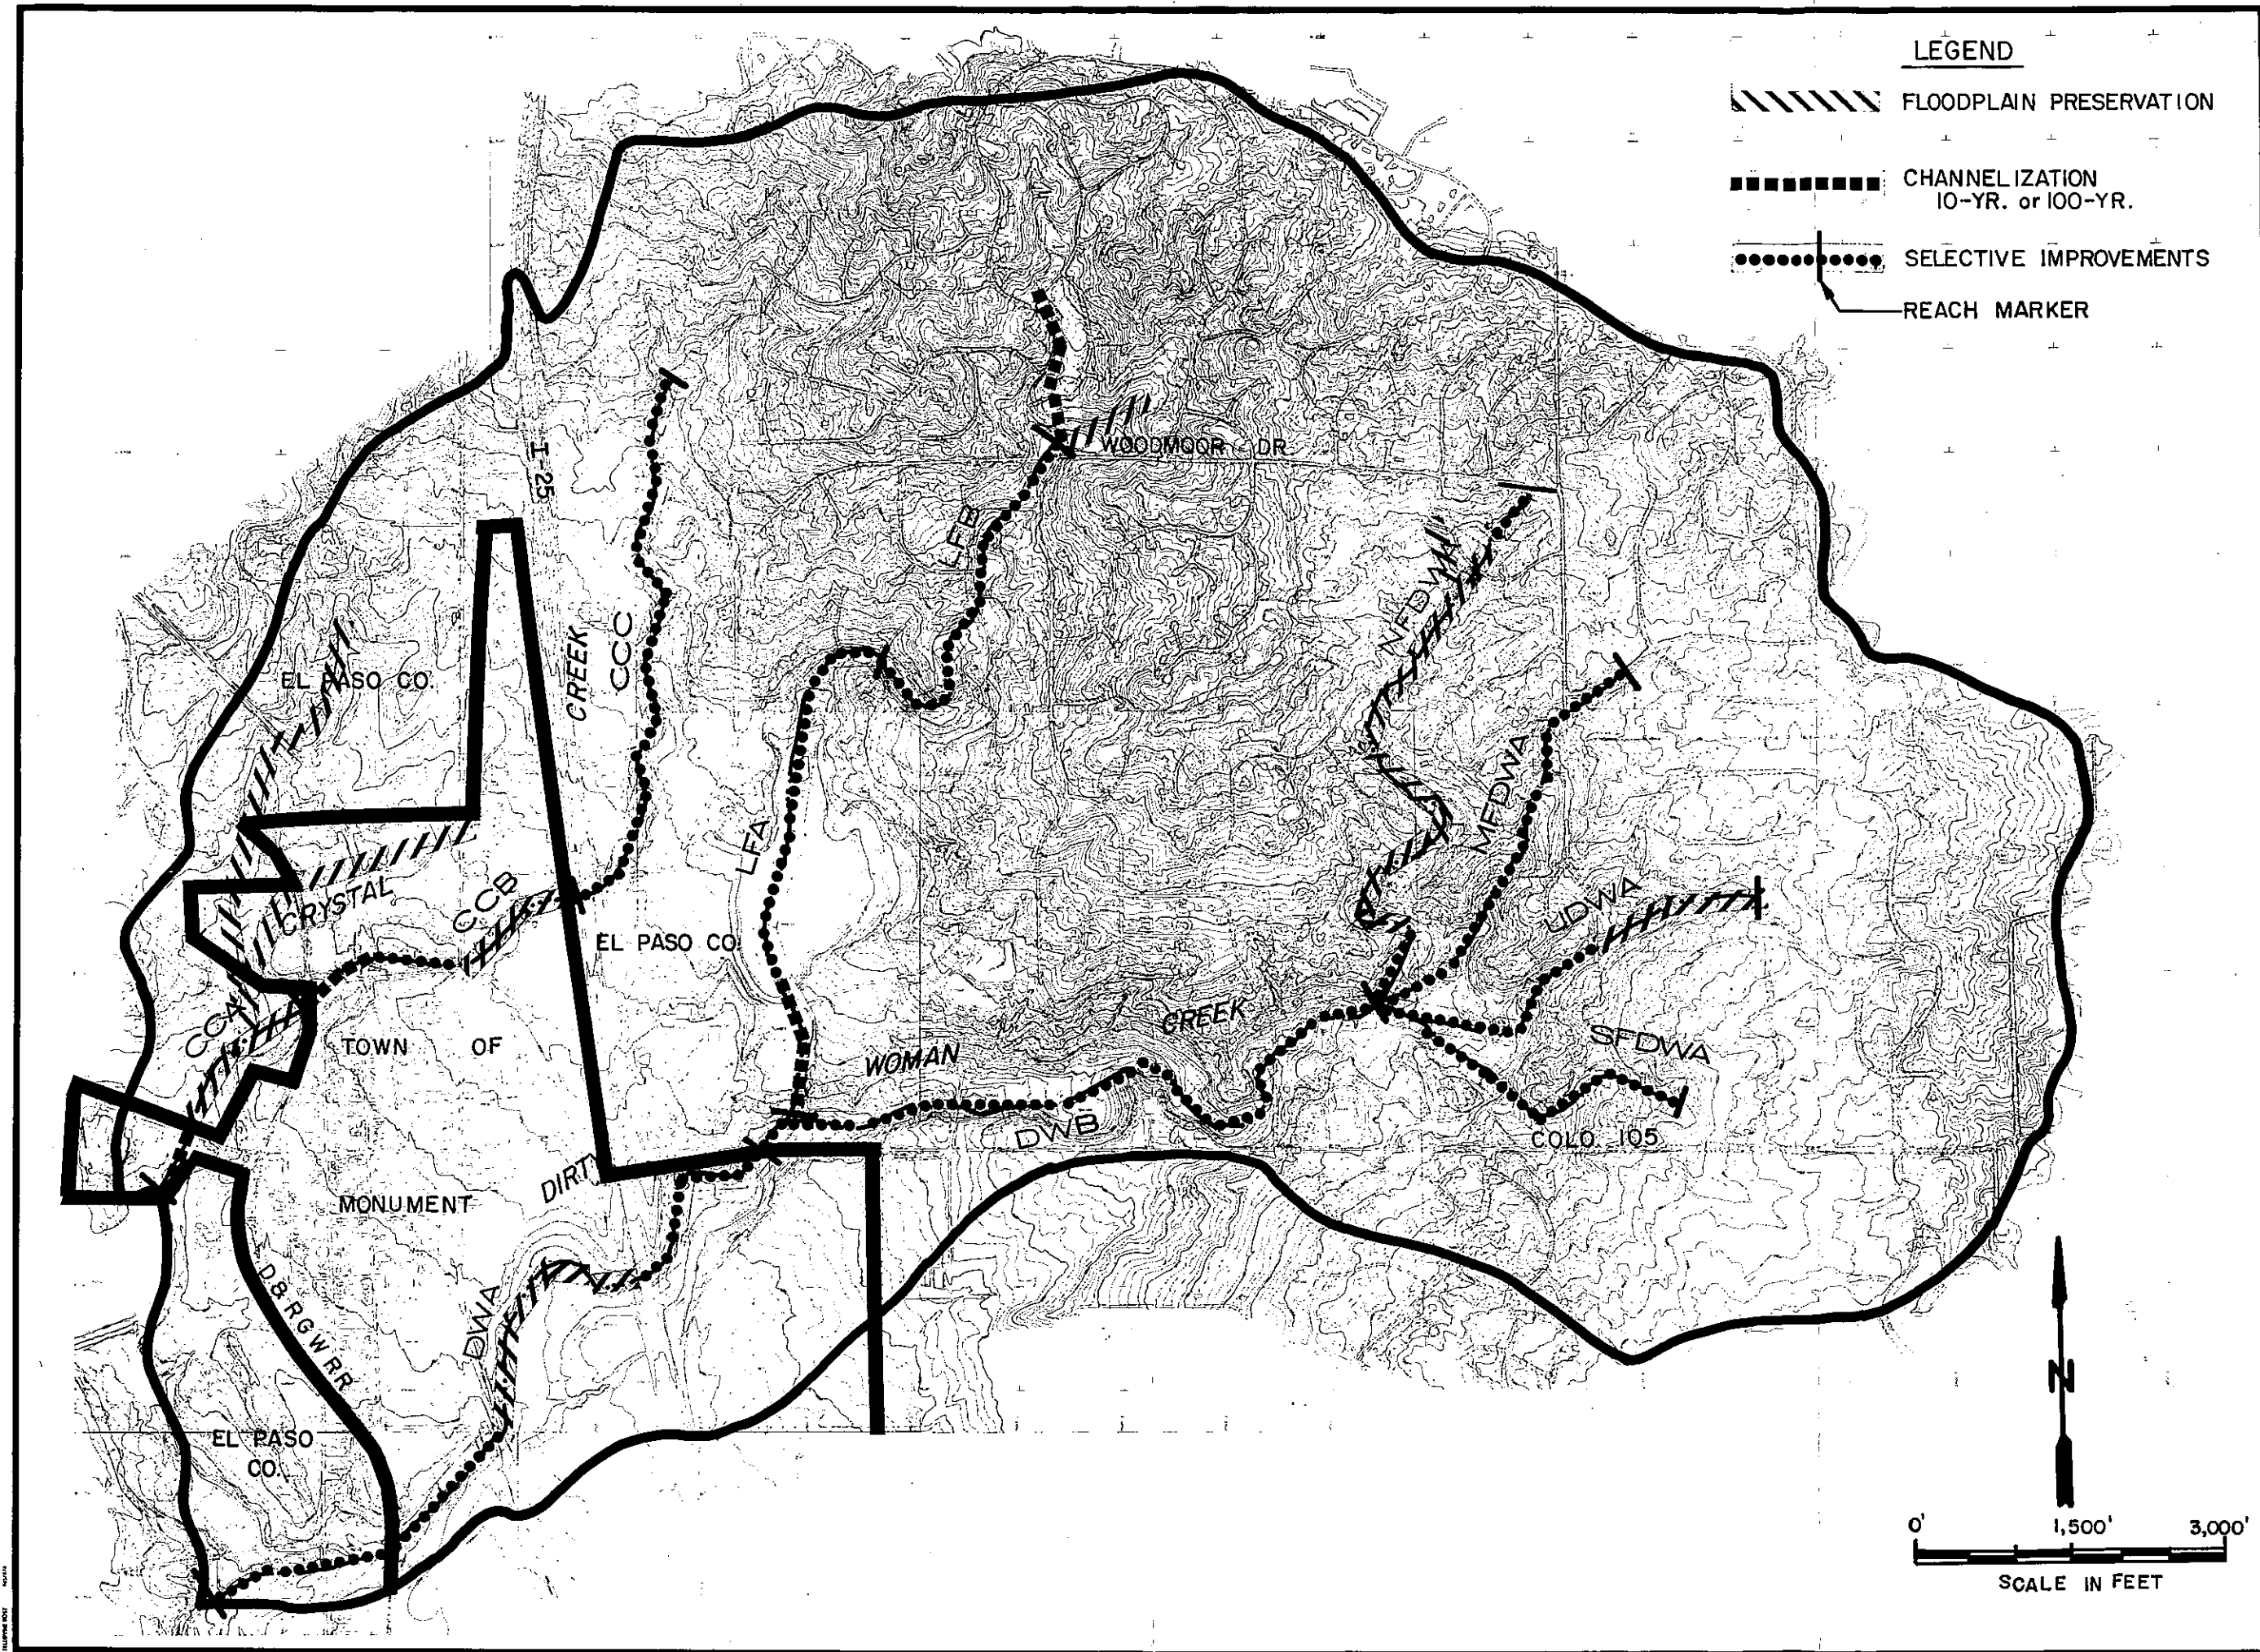 LEGEND
FLOODPLAIN PRESERVATION
CHANNELIZATION
10-YR. or 100-YR.
SELECTIVE IMPROVEMENTS
REACH MARKER
I-25
WOODMOOR DR.
LFB
NFDWA
CREEK
CCC
EL PASO CO.
MFDWA
LFA
CRYSTAL
CCB
UDWA
EL PASO CO.
CCA
TOWN OF
WOMAN
CREEK
SFDWA
DWB
COLO. 105
MONUMENT
DIRTY
DWA
D&RGWRR
EL PASO
CO.
N
0' 1,500' 3,000'
SCALE IN FEET